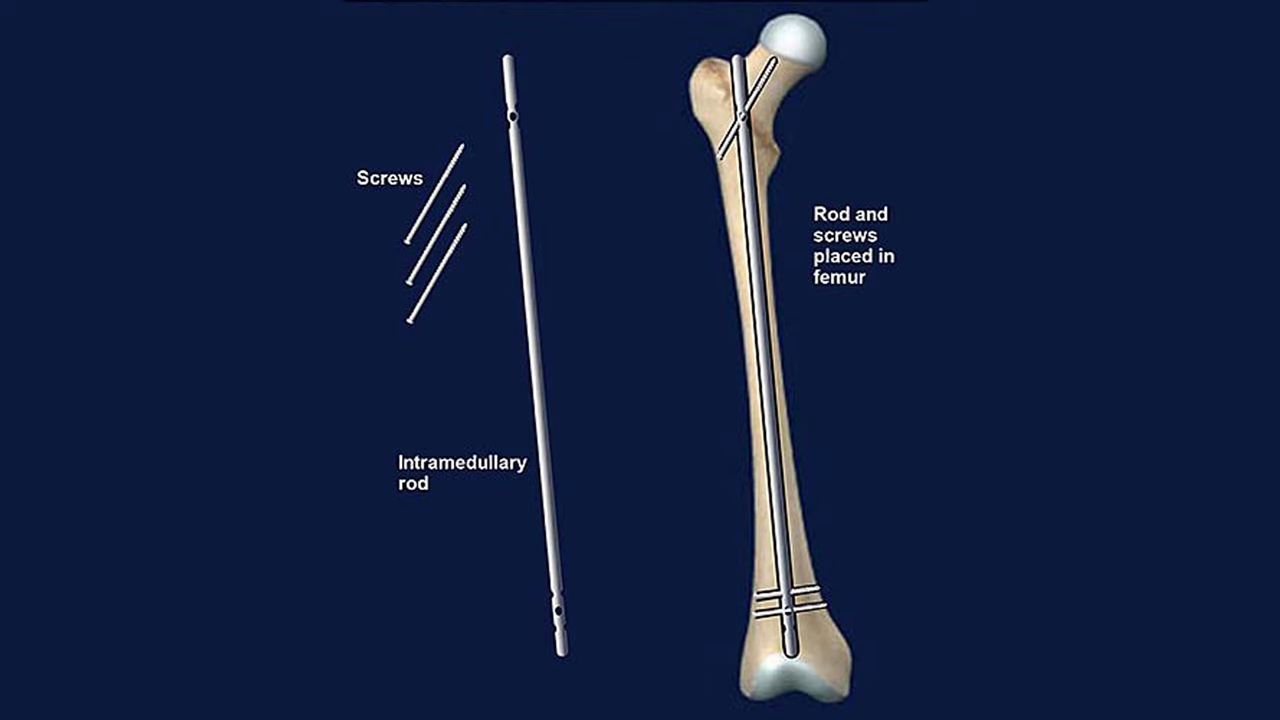 Screws
Rod and
screws
placed in
femur
Intramedullary
rod